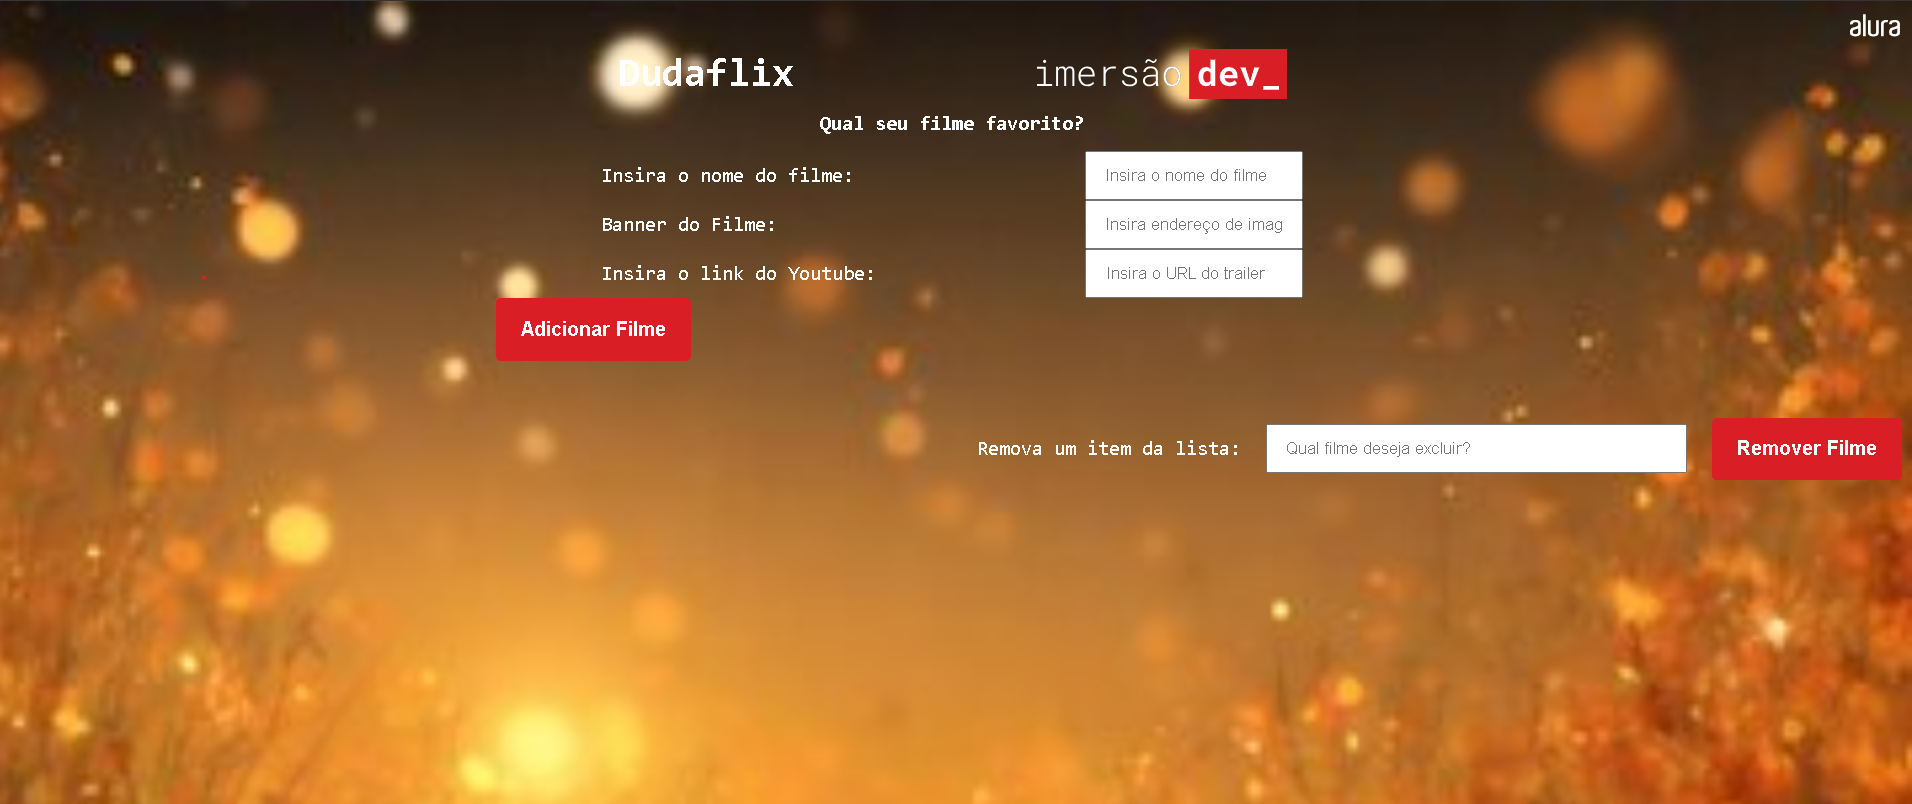 alura
Dudaflix
imersão dev_
Qual seu filme favorito?
Insira o nome do filme:
Insira o nome do filme
Banner do Filme:
Insira endereço de imag
Insira o link do Youtube:
Insira o URL do trailer
Adicionar Filme
Remova um item da lista:
Qual filme deseja excluir?
Remover Filme